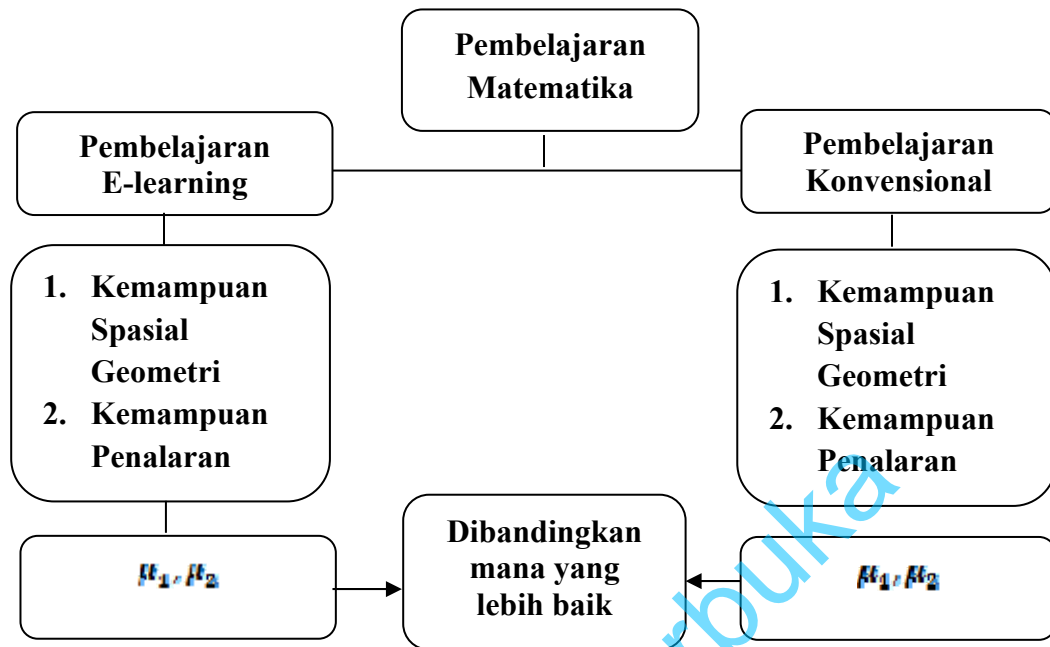 Pembelajaran
Matematika
Pembelajaran
E-learning
Pembelajaran
Konvensional
1. Kemampuan
Spasial
Geometri
2. Kemampuan
Penalaran
1. Kemampuan
Spasial
Geometri
2. Kemampuan
Penalaran
μ₁, μ₂
Dibandingkan
mana yang
lebih baik
μ₁, μ₂